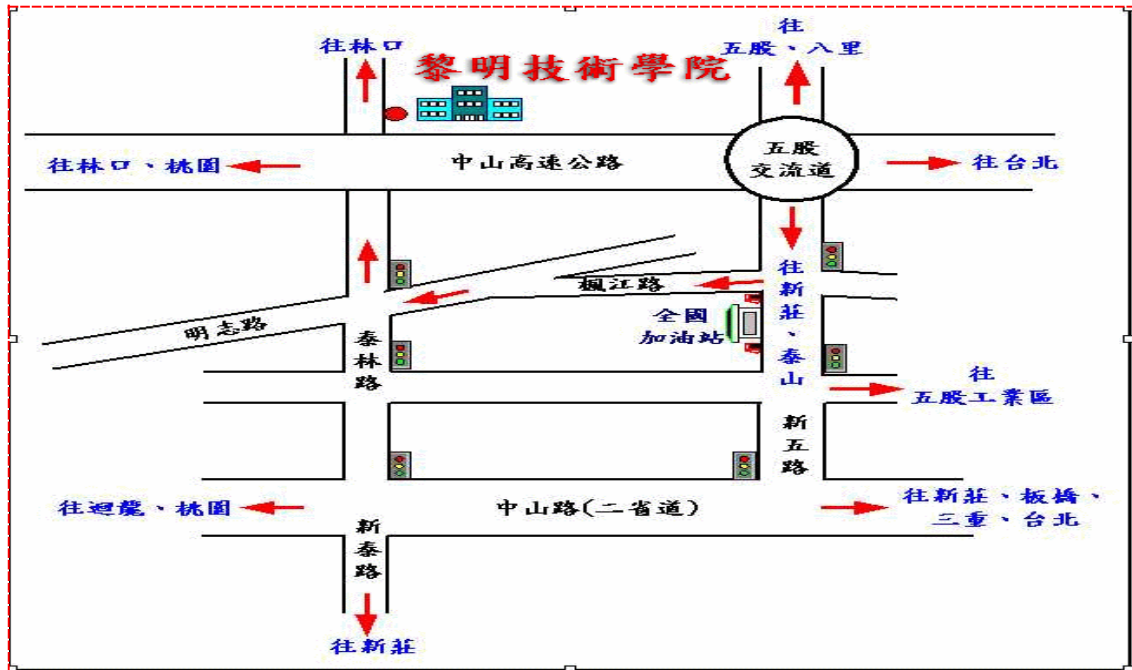 往林口
黎明技術學院
往
五股、八里
往林口、桃園
中山高速公路
五股
交流道
往台北
楓江路
往新莊、泰山
明志路
全國
加油站
泰林路
往
五股工業區
新五路
往迴龍、桃園
中山路(二省道)
往新莊、板橋、
三重、台北
新泰路
往新莊